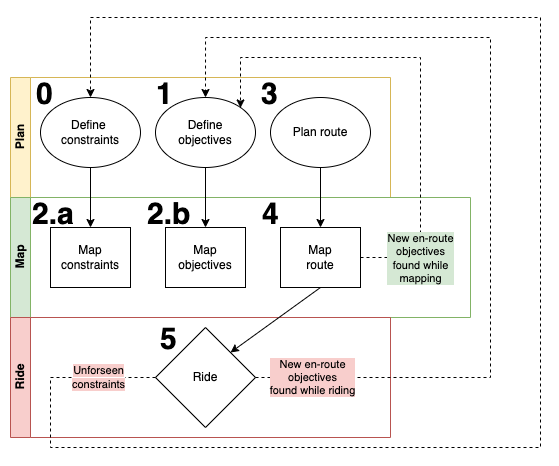 0
1
3
Plan
Define
constraints
Define
objectives
Plan route
2.a
2.b
4
Map
Map
constraints
Map
objectives
Map
route
New en-route
objectives
found while
mapping
5
Ride
Unforseen
constraints
Ride
New en-route
objectives
found while riding